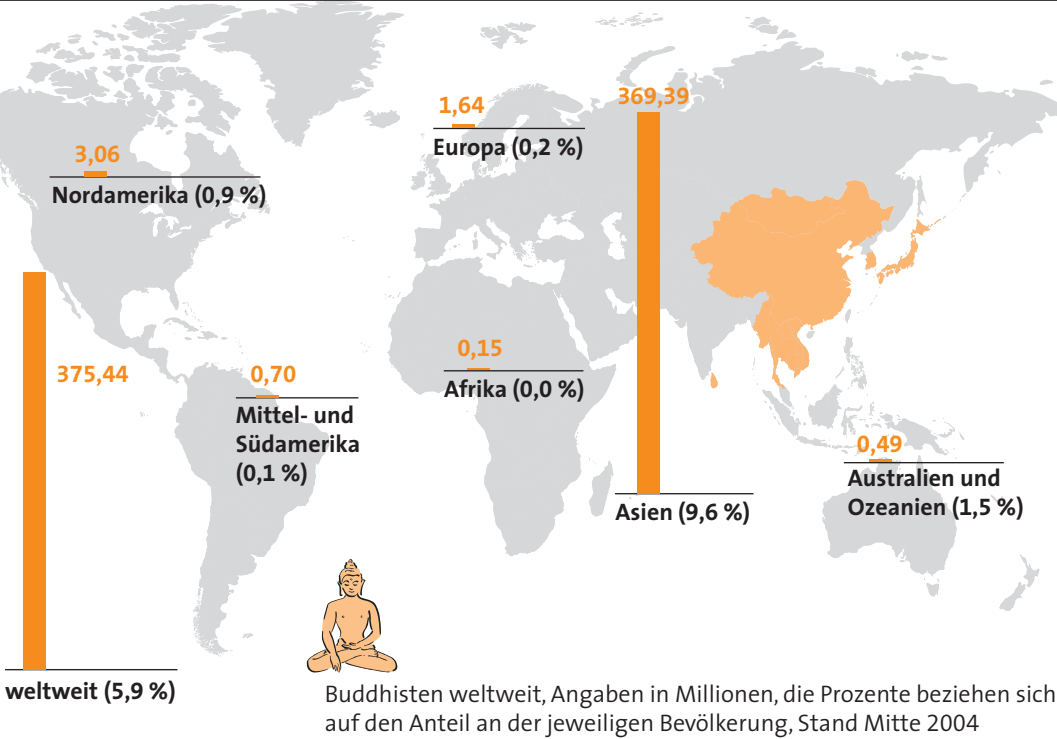 1,64
369,39
Europa (0,2 %)
3,06
Nordamerika (0,9 %)
375,44
0,70
Mittel- und
Südamerika
(0,1 %)
0,15
Afrika (0,0 %)
Asien (9,6 %)
0,49
Australien und
Ozeanien (1,5 %)
weltweit (5,9 %)
Buddhisten weltweit, Angaben in Millionen, die Prozente beziehen sich
auf den Anteil an der jeweiligen Bevölkerung, Stand Mitte 2004